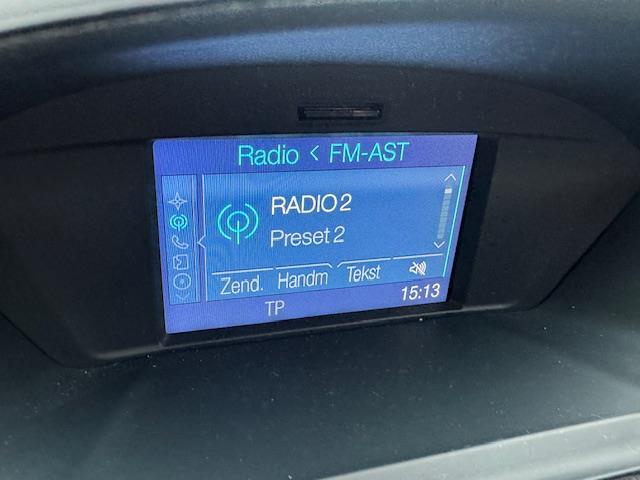 Radio < FM-AST
RADIO 2
Preset 2
Zend. Handm Tekst
TP 15:13